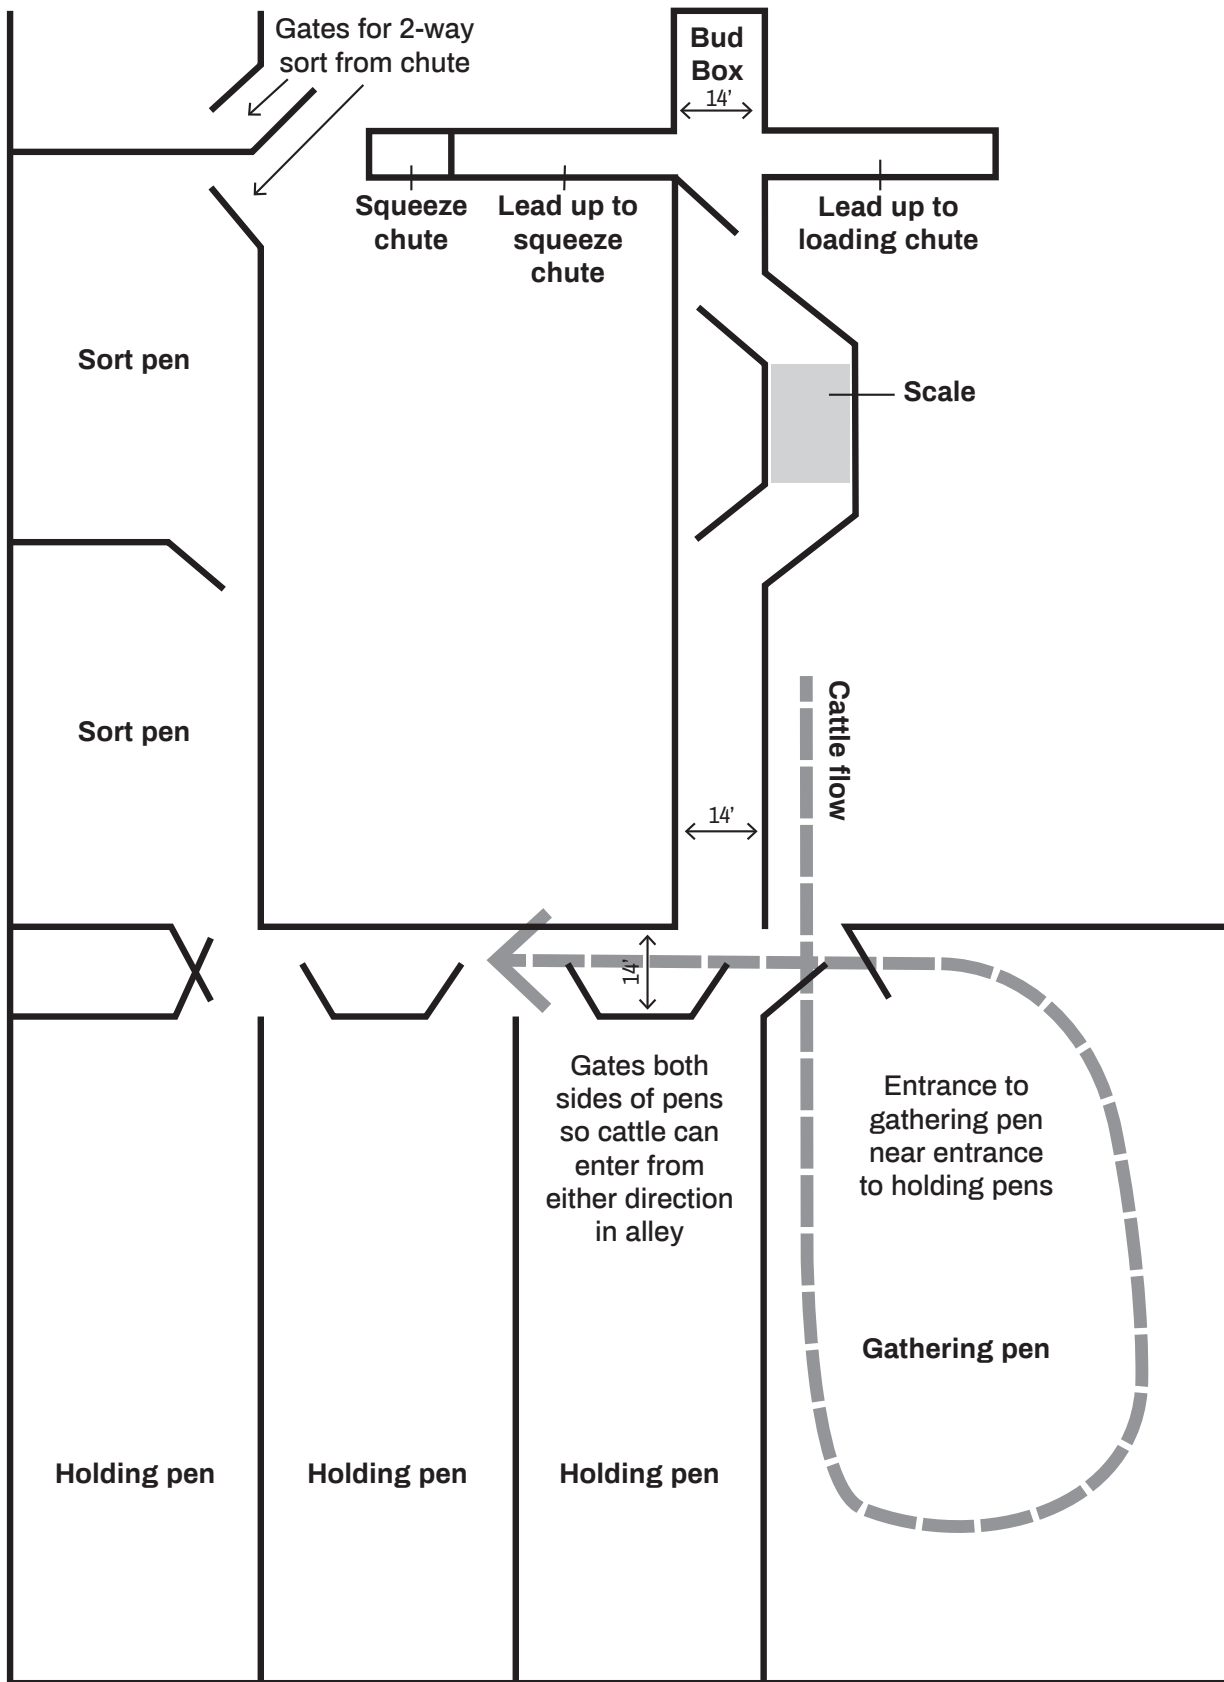 Gates for 2-way
sort from chute
Bud
Box
14’
Squeeze
chute
Lead up to
squeeze
chute
Lead up to
loading chute
Sort pen
Scale
Sort pen
Cattle flow
14’
14’
Gates both
sides of pens
so cattle can
enter from
either direction
in alley
Entrance to
gathering pen
near entrance
to holding pens
Gathering pen
Holding pen
Holding pen
Holding pen